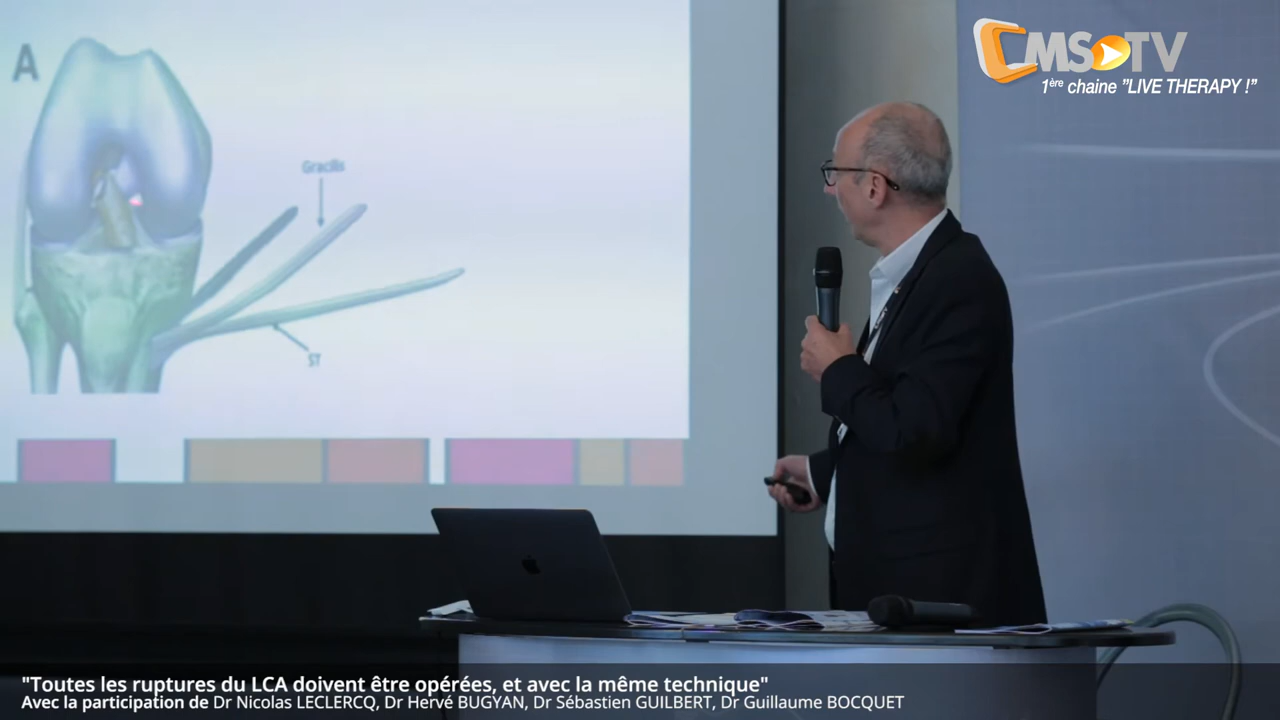 CMS TV
1ère chaine "LIVE THERAPY !"
A
Gracilis
ST
"Toutes les ruptures du LCA doivent être opérées, et avec la même technique"
Avec la participation de Dr Nicolas LECLERCQ, Dr Hervé BUGYAN, Dr Sébastien GUILBERT, Dr Guillaume BOCQUET